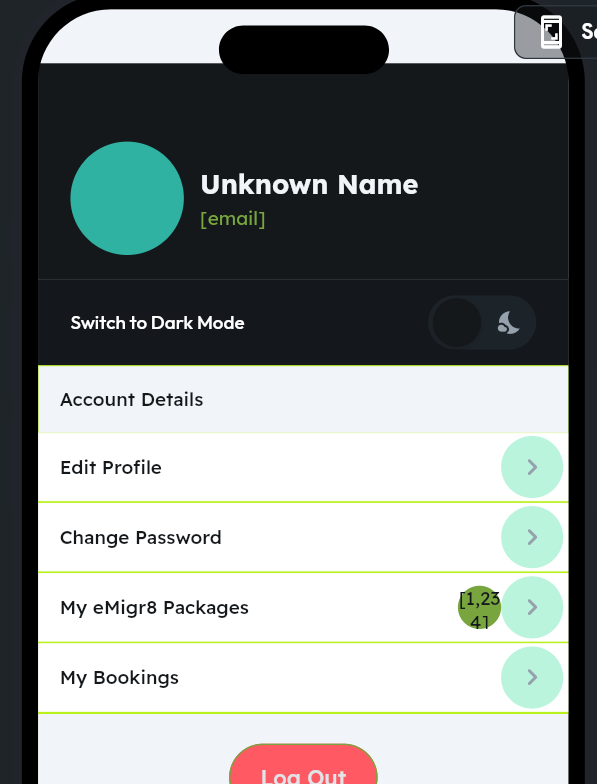 Unknown Name
[email]
Switch to Dark Mode
Account Details
Edit Profile
Change Password
My eMigr8 Packages
[1,23
4]
My Bookings
Log Out